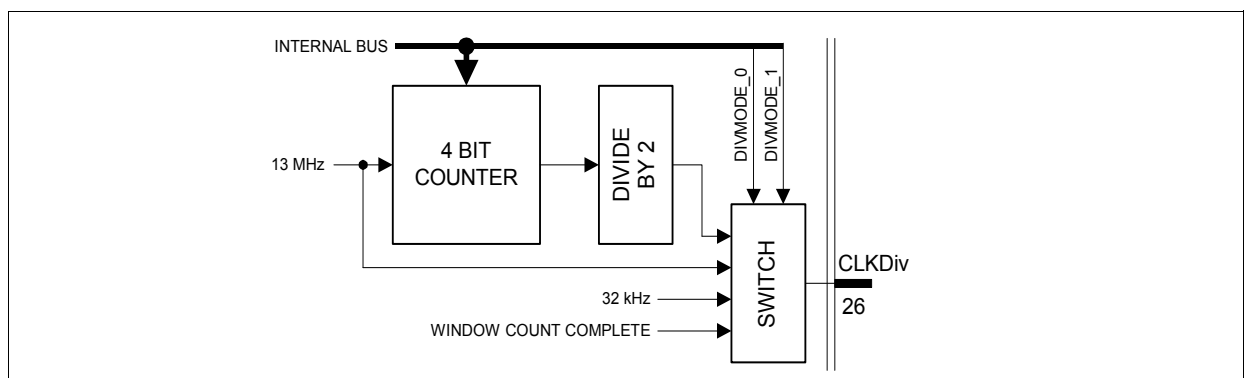 INTERNAL BUS
DIVMODE_0
DIVMODE_1
4 BIT
COUNTER
DIVIDE
BY 2
13 MHz
SWITCH
CLKDiv
26
32 kHz
WINDOW COUNT COMPLETE